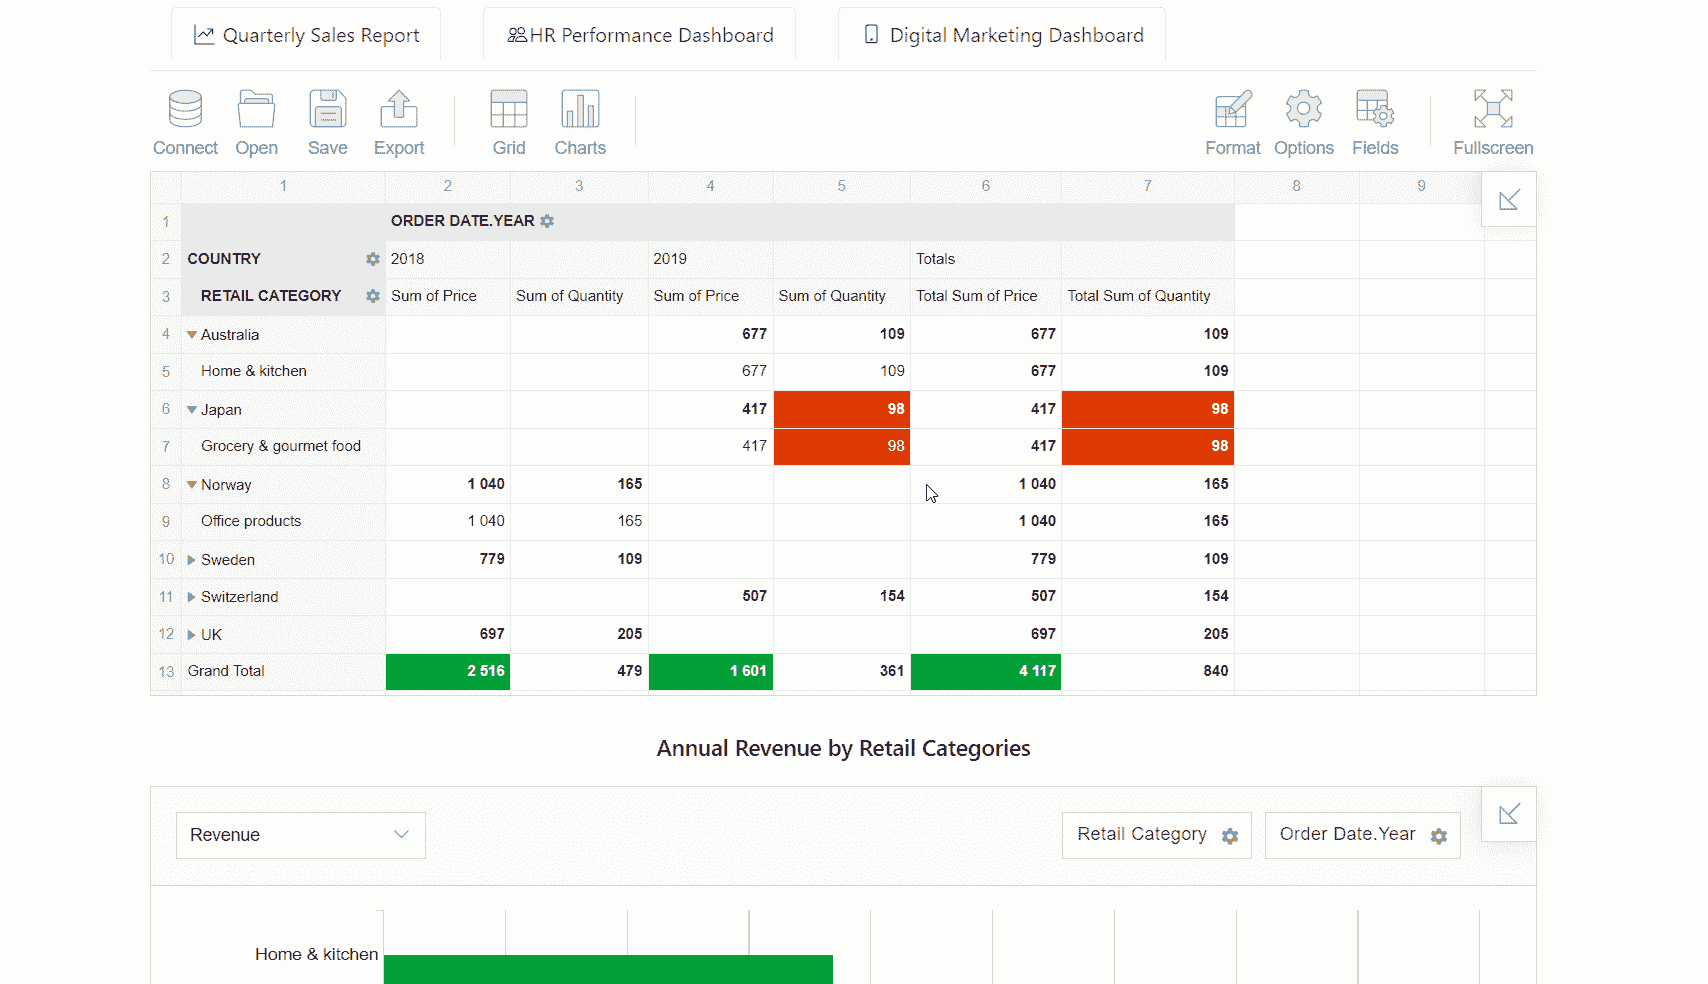 Quarterly Sales Report HR Performance Dashboard Digital Marketing Dashboard
Connect Open Save Export Grid Charts Format Options Fields Fullscreen
1 2 3 4 5 6 7 8 9
1 ORDER DATE.YEAR
2 COUNTRY 2018 2019 Totals
3 RETAIL CATEGORY Sum of Price Sum of Quantity Sum of Price Sum of Quantity Total Sum of Price Total Sum of Quantity
4 Australia 677 109 677 109
5 Home & kitchen 677 109 677 109
6 Japan 417 98 417 98
7 Grocery & gourmet food 417 98 417 98
8 Norway 1 040 165 1 040 165
9 Office products 1 040 165 1 040 165
10 Sweden 779 109 779 109
11 Switzerland 507 154 507 154
12 UK 697 205 697 205
13 Grand Total 2 516 479 1 601 361 4 117 840
Annual Revenue by Retail Categories
Revenue Retail Category Order Date.Year
Home & kitchen